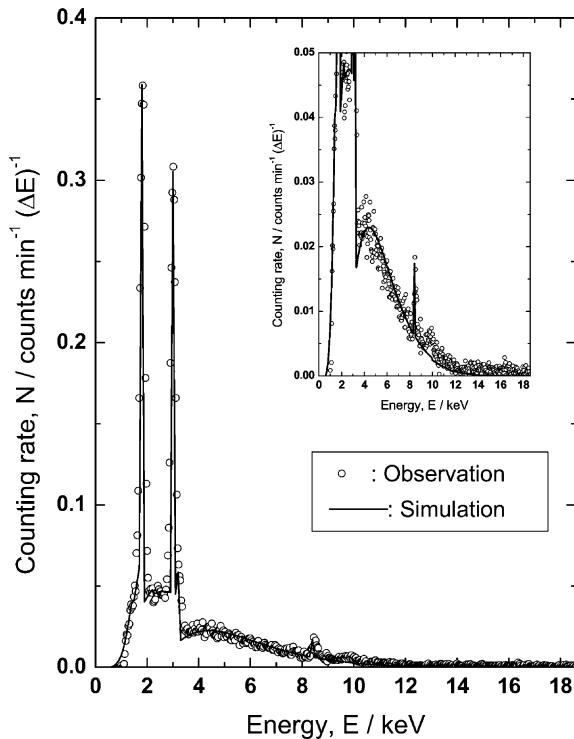 Counting rate, N / counts min⁻¹ (ΔE)⁻¹
0.3
0.2
0.1
0.0
0 2 4 6 8 10 12 14 16 18
Energy, E / keV
Counting rate, N / counts min⁻¹ (ΔE)⁻¹
0.05
0.04
0.03
0.02
0.01
0.00
0 2 4 6 8 10 12 14 16 18
Energy, E / keV
: Observation
: Simulation